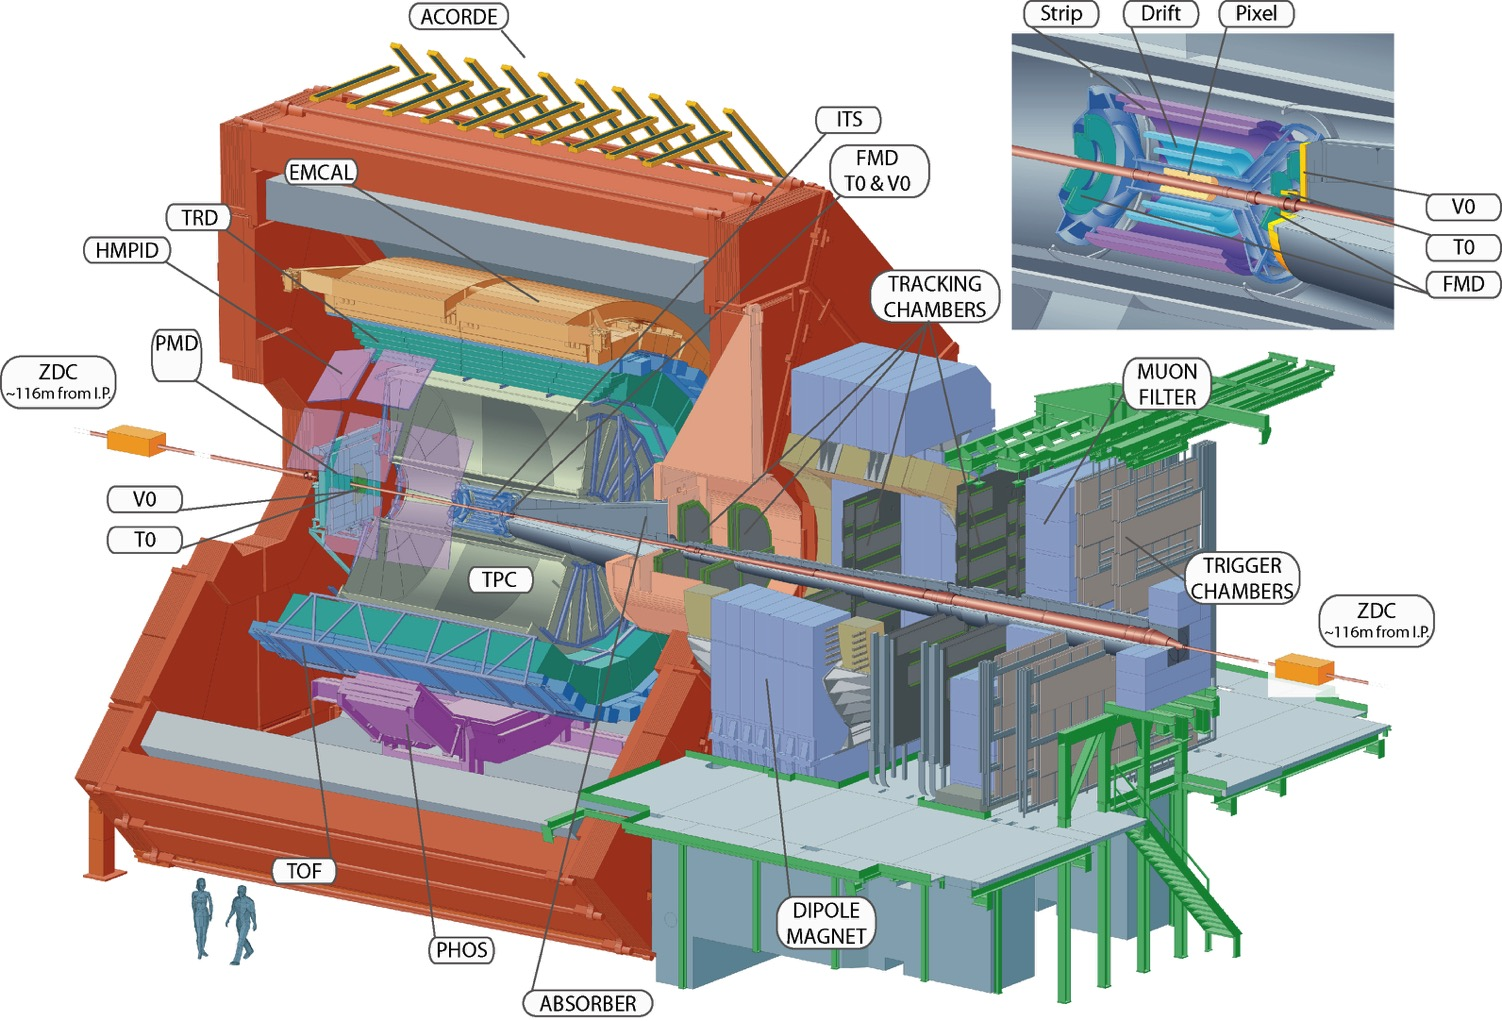 ACORDE
Strip
Drift
Pixel
ITS
FMD
T0 & V0
EMCAL
TRD
HMPID
PMD
ZDC
~116m from I.P.
V0
T0
TRACKING
CHAMBERS
V0
T0
FMD
MUON
FILTER
TPC
TRIGGER
CHAMBERS
ZDC
~116m from I.P.
TOF
PHOS
DIPOLE
MAGNET
ABSORBER